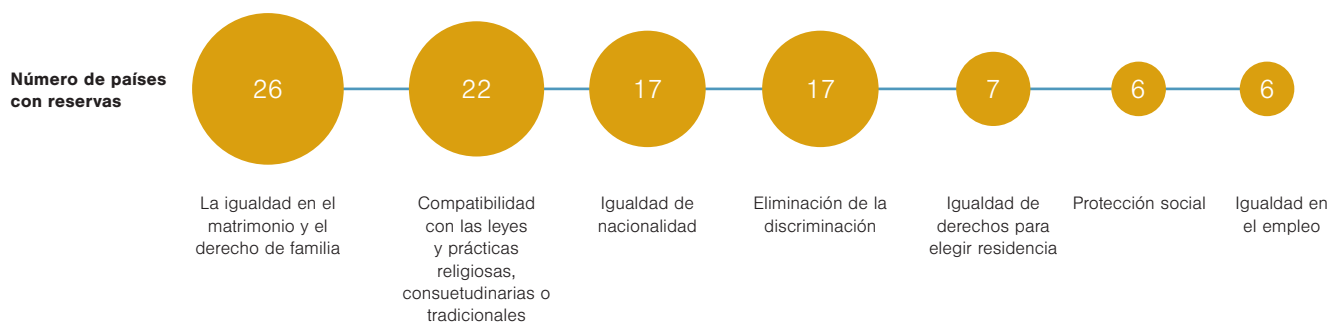 Número de países
con reservas
26
22
17
17
7
6
6
La igualdad en el
matrimonio y el
derecho de familia
Compatibilidad
con las leyes
y prácticas
religiosas,
consuetudinarias o
tradicionales
Igualdad de
nacionalidad
Eliminación de la
discriminación
Igualdad de
derechos para
elegir residencia
Protección social
Igualdad en
el empleo